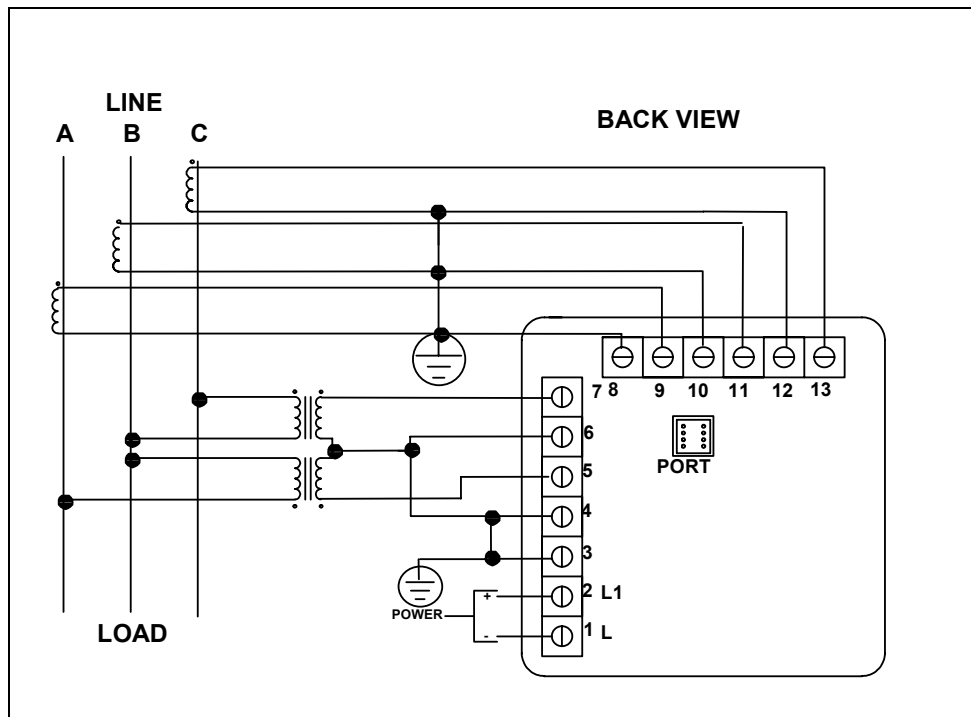 LINE
BACK VIEW
A B C
7 8 9 10 11 12 13
6
PORT
5
4
3
2 L1
+
POWER
-
1 L
LOAD